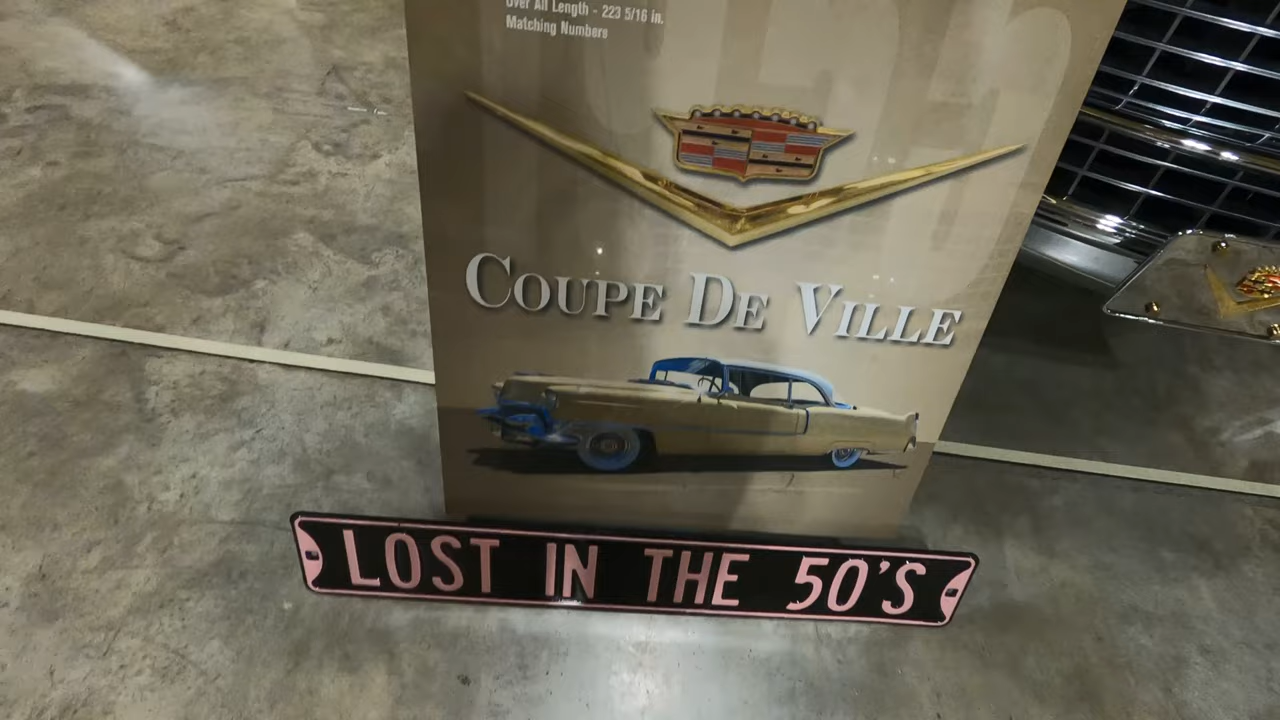 Over All Length - 223 5/16 in.
Matching Numbers
COUPE DE VILLE
LOST IN THE 50'S